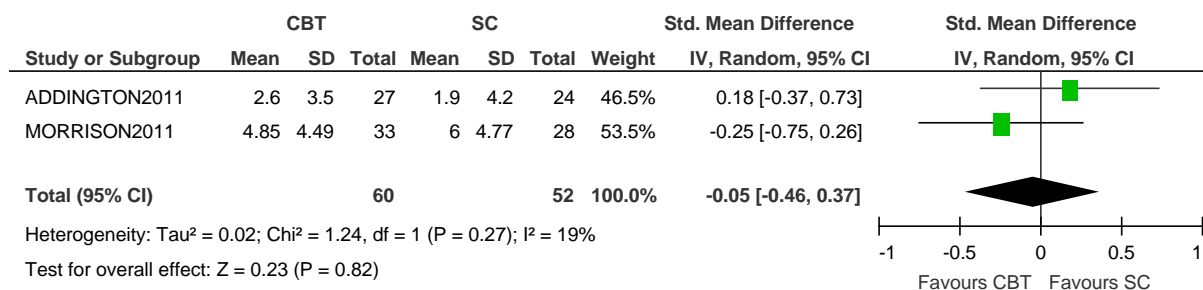 CBT SC Std. Mean Difference Std. Mean Difference
Study or Subgroup Mean SD Total Mean SD Total Weight IV, Random, 95% CI IV, Random, 95% CI
ADDINGTON2011 2.6 3.5 27 1.9 4.2 24 46.5% 0.18 [-0.37, 0.73]
MORRISON2011 4.85 4.49 33 6 4.77 28 53.5% -0.25 [-0.75, 0.26]
Total (95% CI) 60 52 100.0% -0.05 [-0.46, 0.37]
Heterogeneity: Tau² = 0.02; Chi² = 1.24, df = 1 (P = 0.27); I² = 19%
Test for overall effect: Z = 0.23 (P = 0.82)
-1 -0.5 0 0.5 1
Favours CBT Favours SC